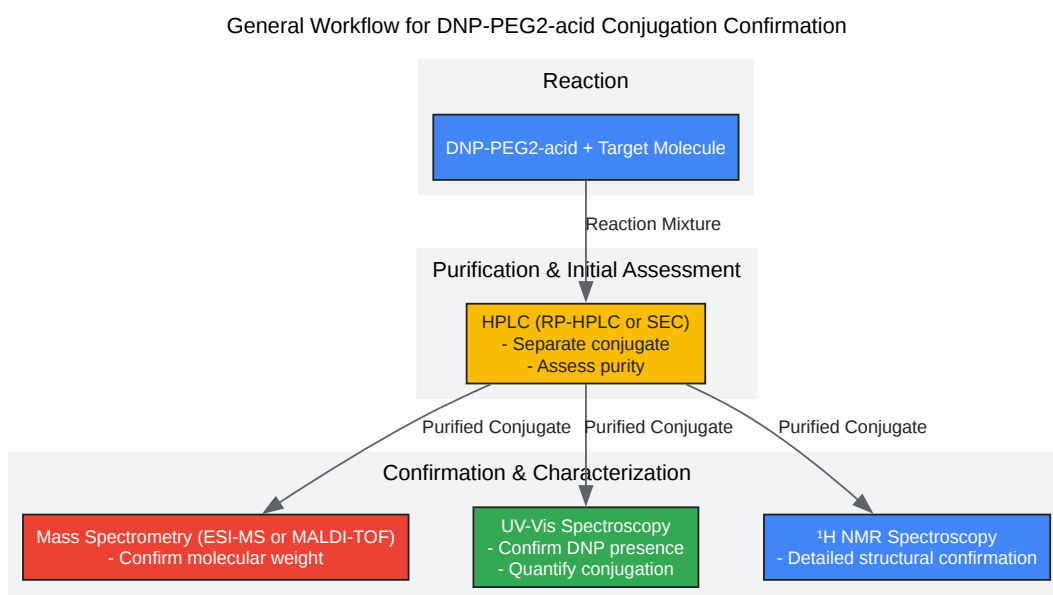 General Workflow for DNP-PEG2-acid Conjugation Confirmation
Reaction
DNP-PEG2-acid + Target Molecule
Reaction Mixture
Purification & Initial Assessment
HPLC (RP-HPLC or SEC)
- Separate conjugate
- Assess purity
Purified Conjugate
Purified Conjugate
Purified Conjugate
Confirmation & Characterization
Mass Spectrometry (ESI-MS or MALDI-TOF)
- Confirm molecular weight
UV-Vis Spectroscopy
- Confirm DNP presence
- Quantify conjugation
¹H NMR Spectroscopy
- Detailed structural confirmation